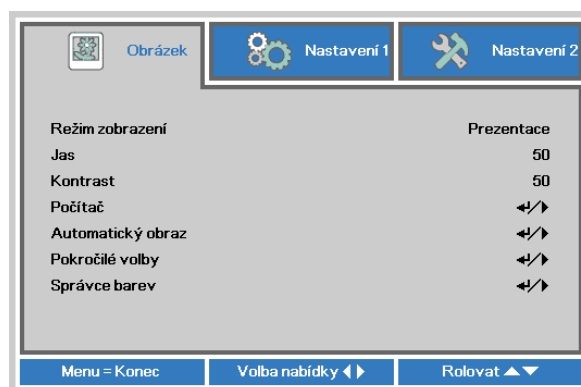 Obrázek Nastavení 1 Nastavení 2
Režim zobrazení Prezentace
Jas 50
Kontrast 50
Počítač ↵/▶
Automatický obraz ↵/▶
Pokročilé volby ↵/▶
Správce barev ↵/▶
Menu = Konec Volba nabídky ◀▶ Rolovat ▲▼